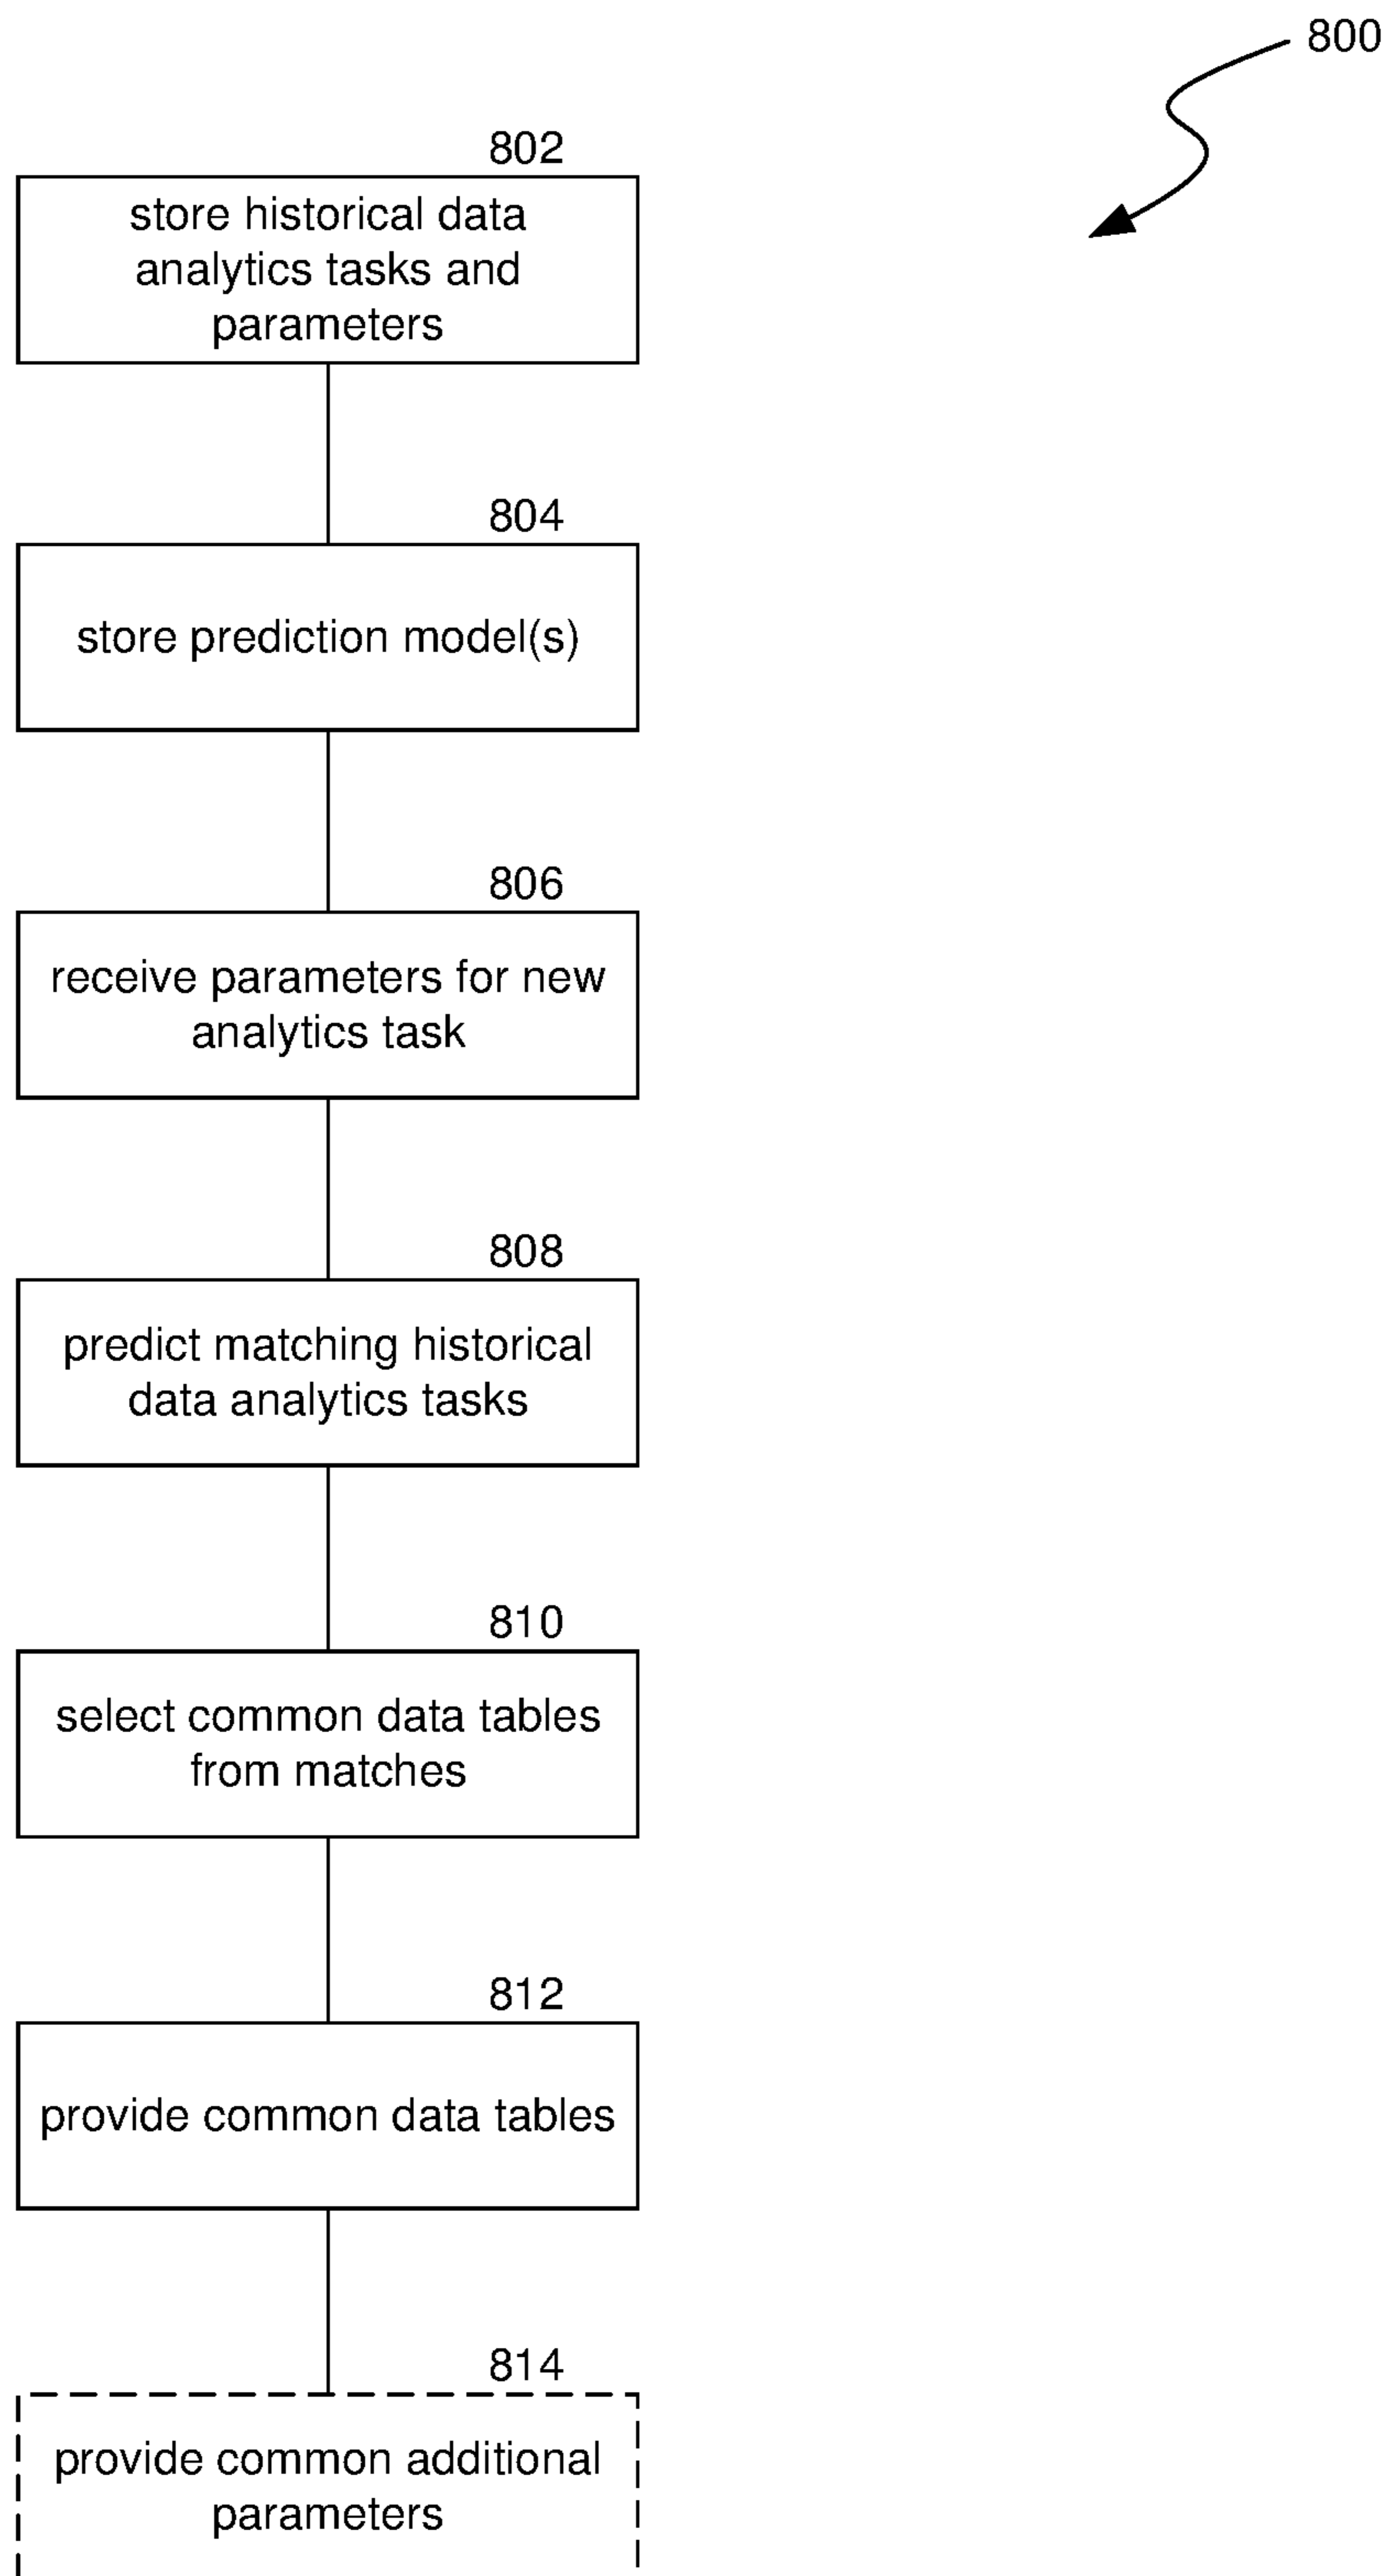 800
802
store historical data
analytics tasks and
parameters
804
store prediction model(s)
806
receive parameters for new
analytics task
808
predict matching historical
data analytics tasks
810
select common data tables
from matches
812
provide common data tables
814
provide common additional
parameters